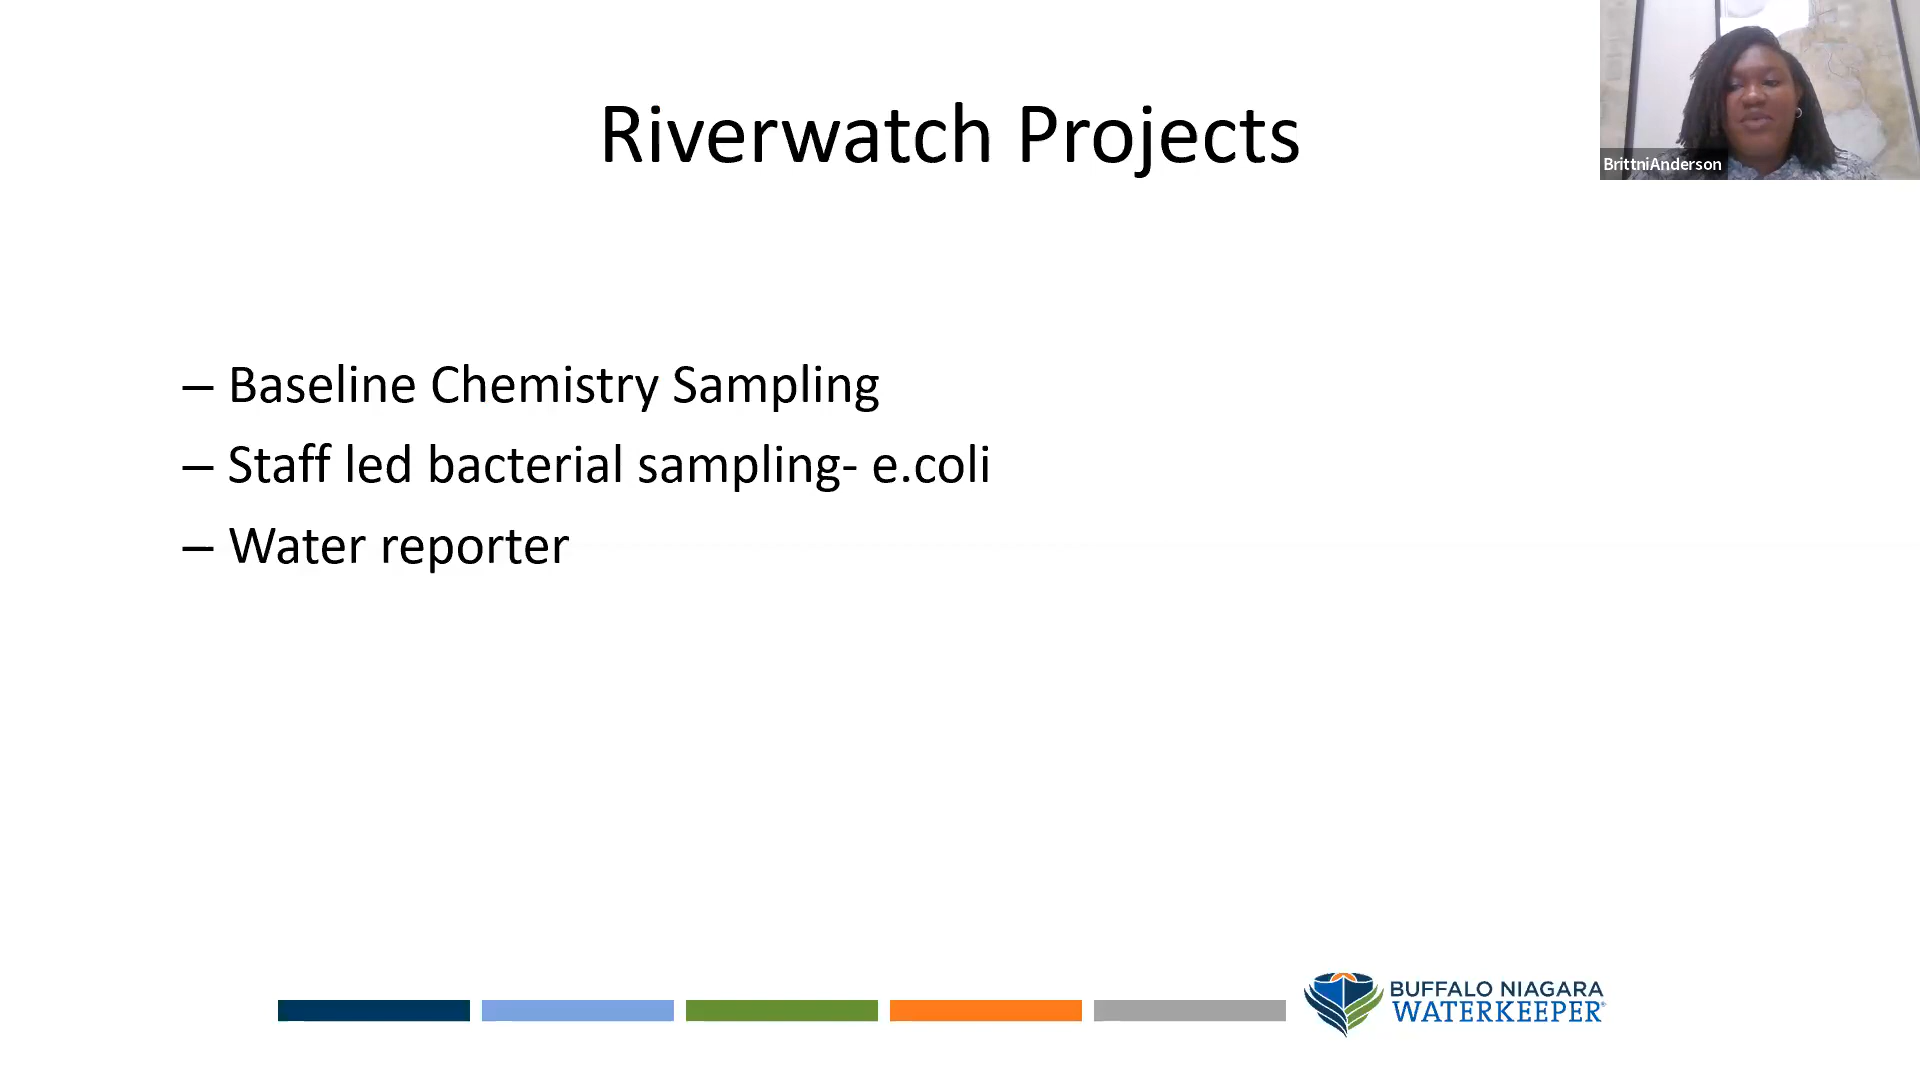 Riverwatch Projects
BrittniAnderson
– Baseline Chemistry Sampling
– Staff led bacterial sampling- e.coli
– Water reporter
BUFFALO NIAGARA
WATERKEEPER